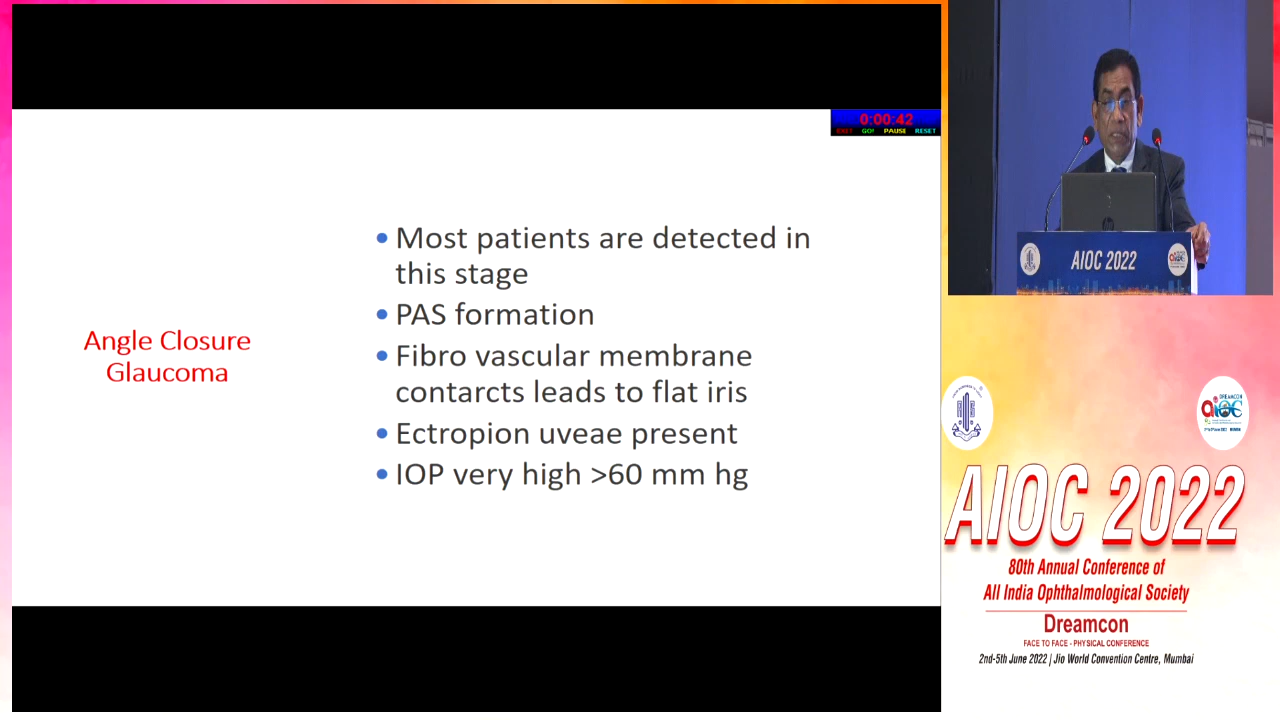 0:00:42
EXIT GO! PAUSE RESET
Angle Closure
Glaucoma
Most patients are detected in
this stage
PAS formation
Fibro vascular membrane
contarcts leads to flat iris
Ectropion uveae present
IOP very high >60 mm hg
AIOC 2022
DREAMCON
aioc
AIOC 2022
80th Annual Conference of
All India Ophthalmological Society
Dreamcon
FACE TO FACE - PHYSICAL CONFERENCE
2nd-5th June 2022 | Jio World Convention Centre, Mumbai